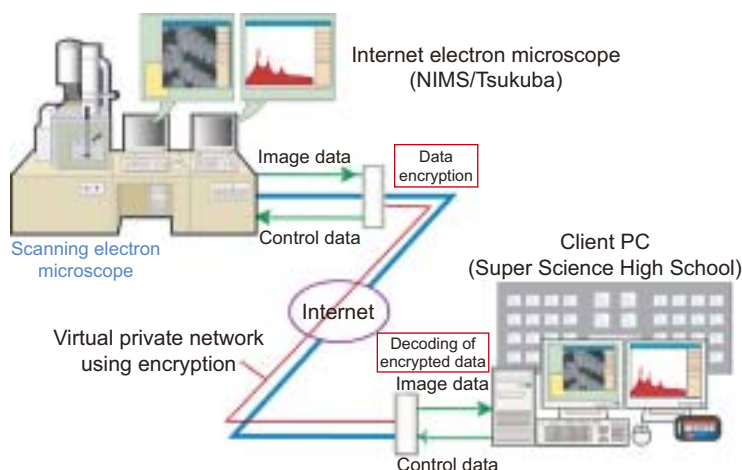 Internet electron microscope
(NIMS/Tsukuba)
Image data
Data
encryption
Control data
Scanning electron
microscope
Client PC
(Super Science High School)
Internet
Virtual private network
using encryption
Decoding of
encrypted data
Image data
Control data